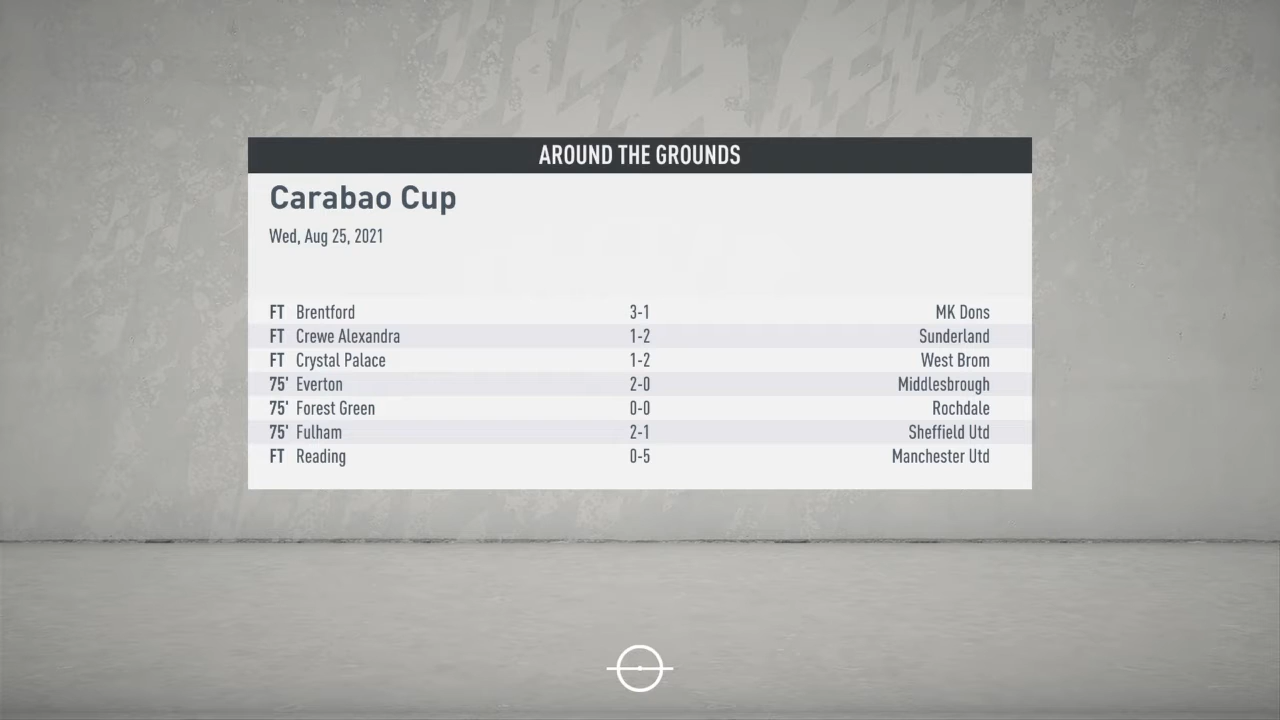 AROUND THE GROUNDS
Carabao Cup
Wed, Aug 25, 2021
FT Brentford 3-1 MK Dons
FT Crewe Alexandra 1-2 Sunderland
FT Crystal Palace 1-2 West Brom
75' Everton 2-0 Middlesbrough
75' Forest Green 0-0 Rochdale
75' Fulham 2-1 Sheffield Utd
FT Reading 0-5 Manchester Utd